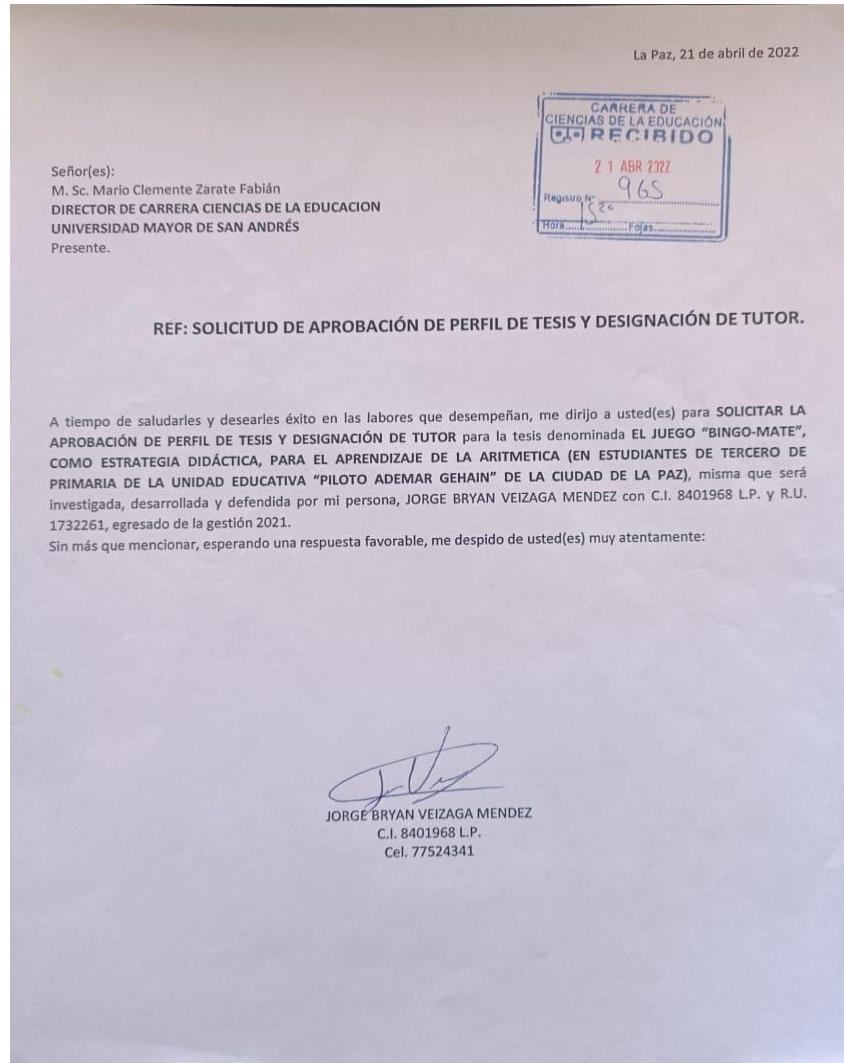 La Paz, 21 de abril de 2022
CARRERA DE
CIENCIAS DE LA EDUCACIÓN
RECIBIDO
21 ABR 2022
Registro Nº 965
1520
Hora............Fojas............
Señor(es):
M. Sc. Mario Clemente Zarate Fabián
DIRECTOR DE CARRERA CIENCIAS DE LA EDUCACION
UNIVERSIDAD MAYOR DE SAN ANDRÉS
Presente.
REF: SOLICITUD DE APROBACIÓN DE PERFIL DE TESIS Y DESIGNACIÓN DE TUTOR.
A tiempo de saludarles y desearles éxito en las labores que desempeñan, me dirijo a usted(es) para SOLICITAR LA
APROBACIÓN DE PERFIL DE TESIS Y DESIGNACIÓN DE TUTOR para la tesis denominada EL JUEGO “BINGO-MATE”,
COMO ESTRATEGIA DIDÁCTICA, PARA EL APRENDIZAJE DE LA ARITMETICA (EN ESTUDIANTES DE TERCERO DE
PRIMARIA DE LA UNIDAD EDUCATIVA “PILOTO ADEMAR GEHAIN” DE LA CIUDAD DE LA PAZ), misma que será
investigada, desarrollada y defendida por mi persona, JORGE BRYAN VEIZAGA MENDEZ con C.I. 8401968 L.P. y R.U.
1732261, egresado de la gestión 2021.
Sin más que mencionar, esperando una respuesta favorable, me despido de usted(es) muy atentamente:
JORGE BRYAN VEIZAGA MENDEZ
C.I. 8401968 L.P.
Cel. 77524341